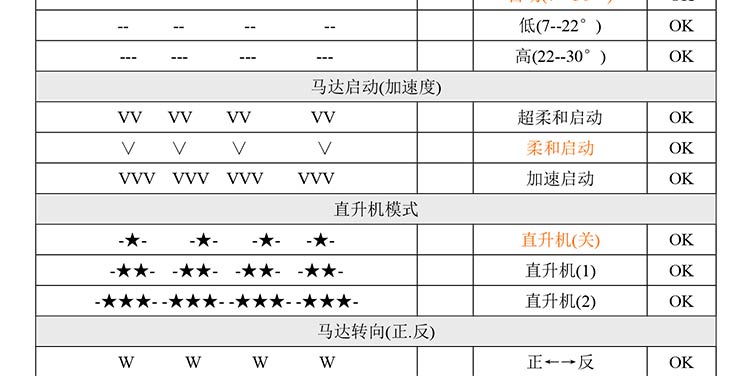 -- -- -- -- 低(7--22°) OK
--- --- --- --- 高(22--30°) OK
马达启动(加速度)
VV VV VV VV 超柔和启动 OK
V V V V 柔和启动 OK
VVV VVV VVV VVV 加速启动 OK
直升机模式
-★- -★- -★- -★- 直升机(关) OK
-★★- -★★- -★★- -★★- 直升机(1) OK
-★★★- -★★★- -★★★- -★★★- 直升机(2) OK
马达转向(正.反)
W W W W 正←→反 OK